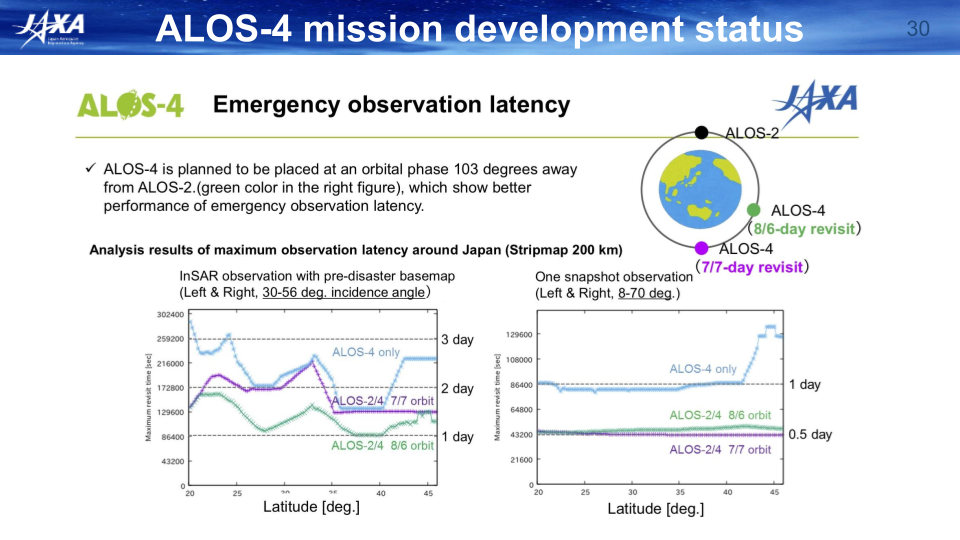 JAXA
Japan Aerospace Exploration Agency
ALOS-4 mission development status
30
ALOS-4
Emergency observation latency
JAXA
✓ ALOS-4 is planned to be placed at an orbital phase 103 degrees away
from ALOS-2.(green color in the right figure), which show better
performance of emergency observation latency.
ALOS-2
ALOS-4
（8/6-day revisit）
ALOS-4
（7/7-day revisit）
Analysis results of maximum observation latency around Japan (Stripmap 200 km)
InSAR observation with pre-disaster basemap
(Left & Right, 30-56 deg. incidence angle）
Maximum revisit time [sec]
302400
259200
216000
172800
129600
86400
43200
0
20
25
35
40
45
3 day
2 day
1 day
ALOS-4 only
ALOS-2/4 7/7 orbit
ALOS-2/4 8/6 orbit
Latitude [deg.]
One snapshot observation
(Left & Right, 8-70 deg.)
Maximum revisit time [sec]
129600
108000
86400
64800
43200
21600
0
20
25
30
35
40
45
1 day
0.5 day
ALOS-4 only
ALOS-2/4 8/6 orbit
ALOS-2/4 7/7 orbit
Latitude [deg.]